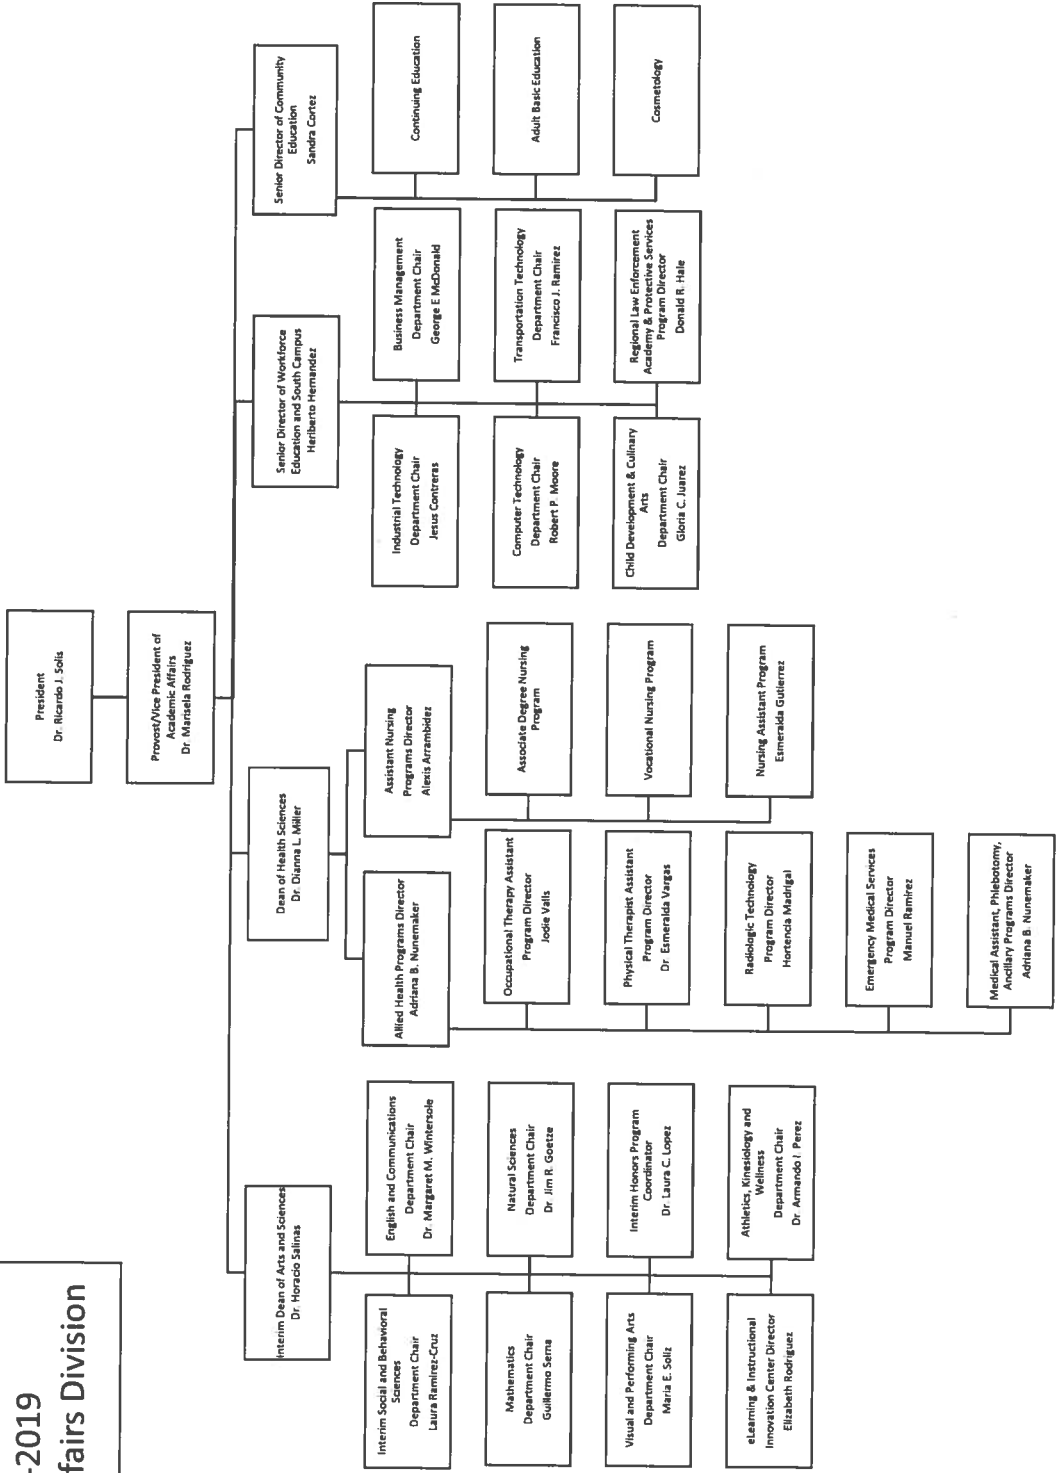 -2019
fairs Division
President
Dr. Ricardo J. Solis
Provost/Vice President of
Academic Affairs
Dr. Marisela Rodriguez
Interim Dean of Arts and Sciences
Dr. Horacio Salinas
Dean of Health Sciences
Dr. Dianna L. Miller
Senior Director of Workforce
Education and South Campus
Heriberto Hernandez
Senior Director of Community
Education
Sandra Cortez
Interim Social and Behavioral
Sciences
Department Chair
Laura Ramirez-Cruz
English and Communications
Department Chair
Dr. Margaret M. Wintersole
Mathematics
Department Chair
Guillermo Serna
Natural Sciences
Department Chair
Dr. Jim R. Goetze
Visual and Performing Arts
Department Chair
Maria E. Soliz
Interim Honors Program
Coordinator
Dr. Laura C. Lopez
eLearning & Instructional
Innovation Center Director
Elizabeth Rodriguez
Athletics, Kinesiology and
Wellness
Department Chair
Dr. Armando I. Perez
Allied Health Programs Director
Adriana B. Nunemaker
Occupational Therapy Assistant
Program Director
Jodie Valls
Physical Therapist Assistant
Program Director
Dr. Esmeralda Vargas
Radiologic Technology
Program Director
Hortencia Madrigal
Emergency Medical Services
Program Director
Manuel Ramirez
Medical Assistant, Phlebotomy,
Ancillary Programs Director
Adriana B. Nunemaker
Assistant Nursing
Programs Director
Alexis Arrambidez
Associate Degree Nursing
Program
Vocational Nursing Program
Nursing Assistant Program
Esmeralda Gutierrez
Industrial Technology
Department Chair
Jesus Contreras
Business Management
Department Chair
George E McDonald
Computer Technology
Department Chair
Robert P. Moore
Transportation Technology
Department Chair
Francisco J. Ramirez
Child Development & Culinary
Arts
Department Chair
Gloria C. Juarez
Regional Law Enforcement
Academy & Protective Services
Program Director
Donald R. Hale
Continuing Education
Adult Basic Education
Cosmetology